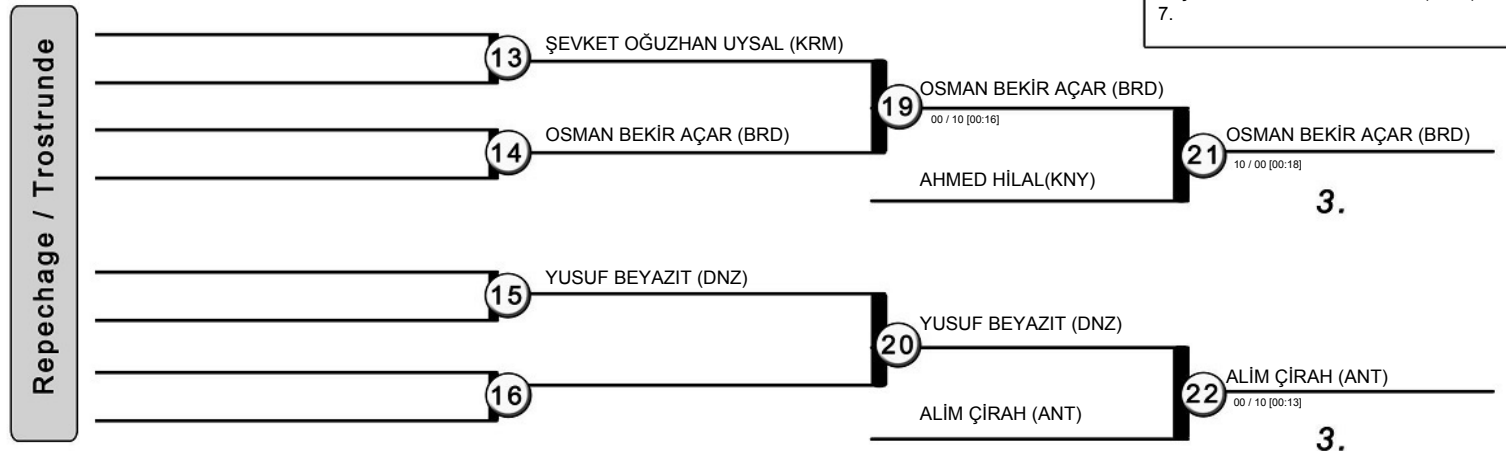 7.
Repechage / Trostrunde
13
ŞEVKET OĞUZHAN UYSAL (KRM)
14
OSMAN BEKİR AÇAR (BRD)
19
OSMAN BEKİR AÇAR (BRD)
00 / 10 [00:16]
AHMED HİLAL(KNY)
21
OSMAN BEKİR AÇAR (BRD)
10 / 00 [00:18]
3.
15
YUSUF BEYAZIT (DNZ)
16
20
YUSUF BEYAZIT (DNZ)
ALİM ÇİRAH (ANT)
22
ALİM ÇİRAH (ANT)
00 / 10 [00:13]
3.